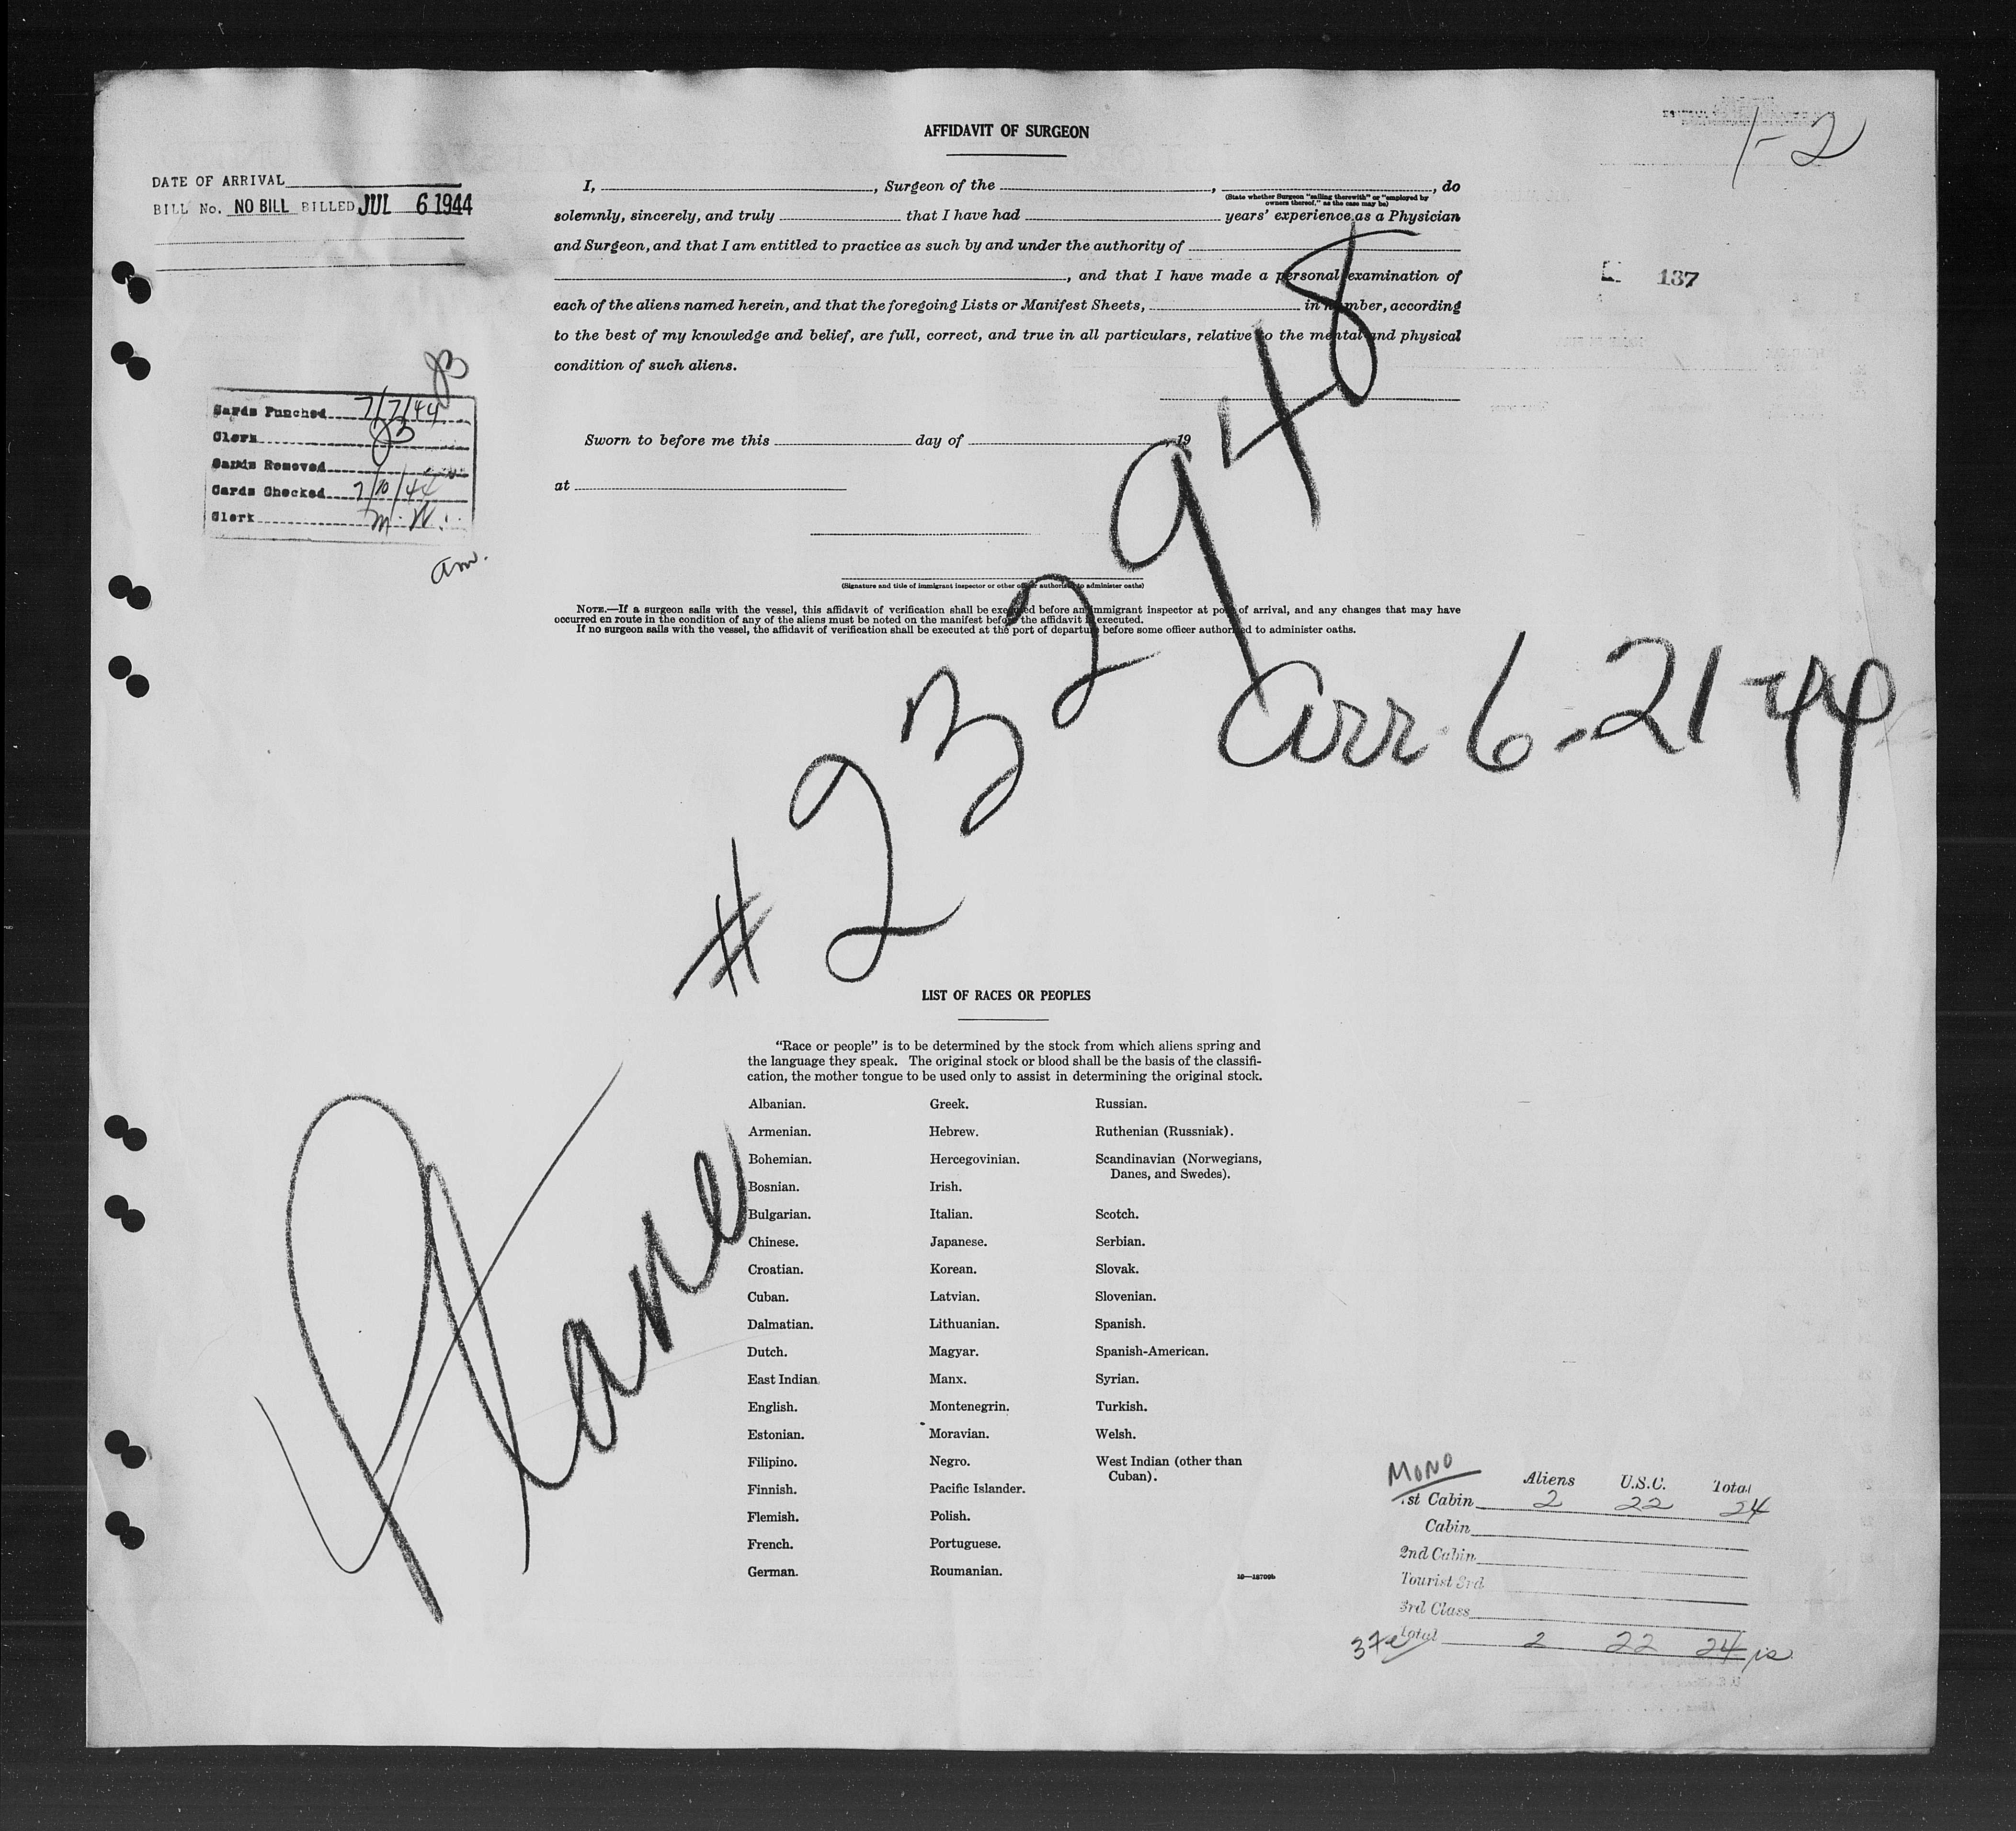 1-2
AFFIDAVIT OF SURGEON
DATE OF ARRIVAL
BILL No. NO BILL BILLED JUL 6 1944
I, , Surgeon of the , , do
(State whether Surgeon "sailing therewith" or "employed by
owners thereof," as the case may be)
solemnly, sincerely, and truly that I have had years' experience as a Physician
and Surgeon, and that I am entitled to practice as such by and under the authority of
, and that I have made a personal examination of
each of the aliens named herein, and that the foregoing Lists or Manifest Sheets, in number, according
to the best of my knowledge and belief, are full, correct, and true in all particulars, relative to the mental and physical
condition of such aliens.
137
Cards Punched 7/7/44
Clerk
Cards Removed
Cards Checked 7/10/44
Clerk M.W.
am.
Sworn to before me this day of , 19
at
(Signature and title of immigrant inspector or other officer authorized to administer oaths)
NOTE.—If a surgeon sails with the vessel, this affidavit of verification shall be executed before an immigrant inspector at port of arrival, and any changes that may have
occurred en route in the condition of any of the aliens must be noted on the manifest before the affidavit is executed.
If no surgeon sails with the vessel, the affidavit of verification shall be executed at the port of departure before some officer authorized to administer oaths.
#232948
Arr. 6-21-44
Plane
LIST OF RACES OR PEOPLES
"Race or people" is to be determined by the stock from which aliens spring and
the language they speak. The original stock or blood shall be the basis of the classifi-
cation, the mother tongue to be used only to assist in determining the original stock.
Albanian. Greek. Russian.
Armenian. Hebrew. Ruthenian (Russniak).
Bohemian. Hercegovinian. Scandinavian (Norwegians,
Danes, and Swedes).
Bosnian. Irish.
Bulgarian. Italian. Scotch.
Chinese. Japanese. Serbian.
Croatian. Korean. Slovak.
Cuban. Latvian. Slovenian.
Dalmatian. Lithuanian. Spanish.
Dutch. Magyar. Spanish-American.
East Indian. Manx. Syrian.
English. Montenegrin. Turkish.
Estonian. Moravian. Welsh.
Filipino. Negro. West Indian (other than
Cuban).
Finnish. Pacific Islander.
Flemish. Polish.
French. Portuguese.
German. Roumanian.
16—18709b
MONO
Aliens U.S.C. Total
1st Cabin 2 22 24
Cabin
2nd Cabin
Tourist 3rd
3rd Class
Total 2 22 24